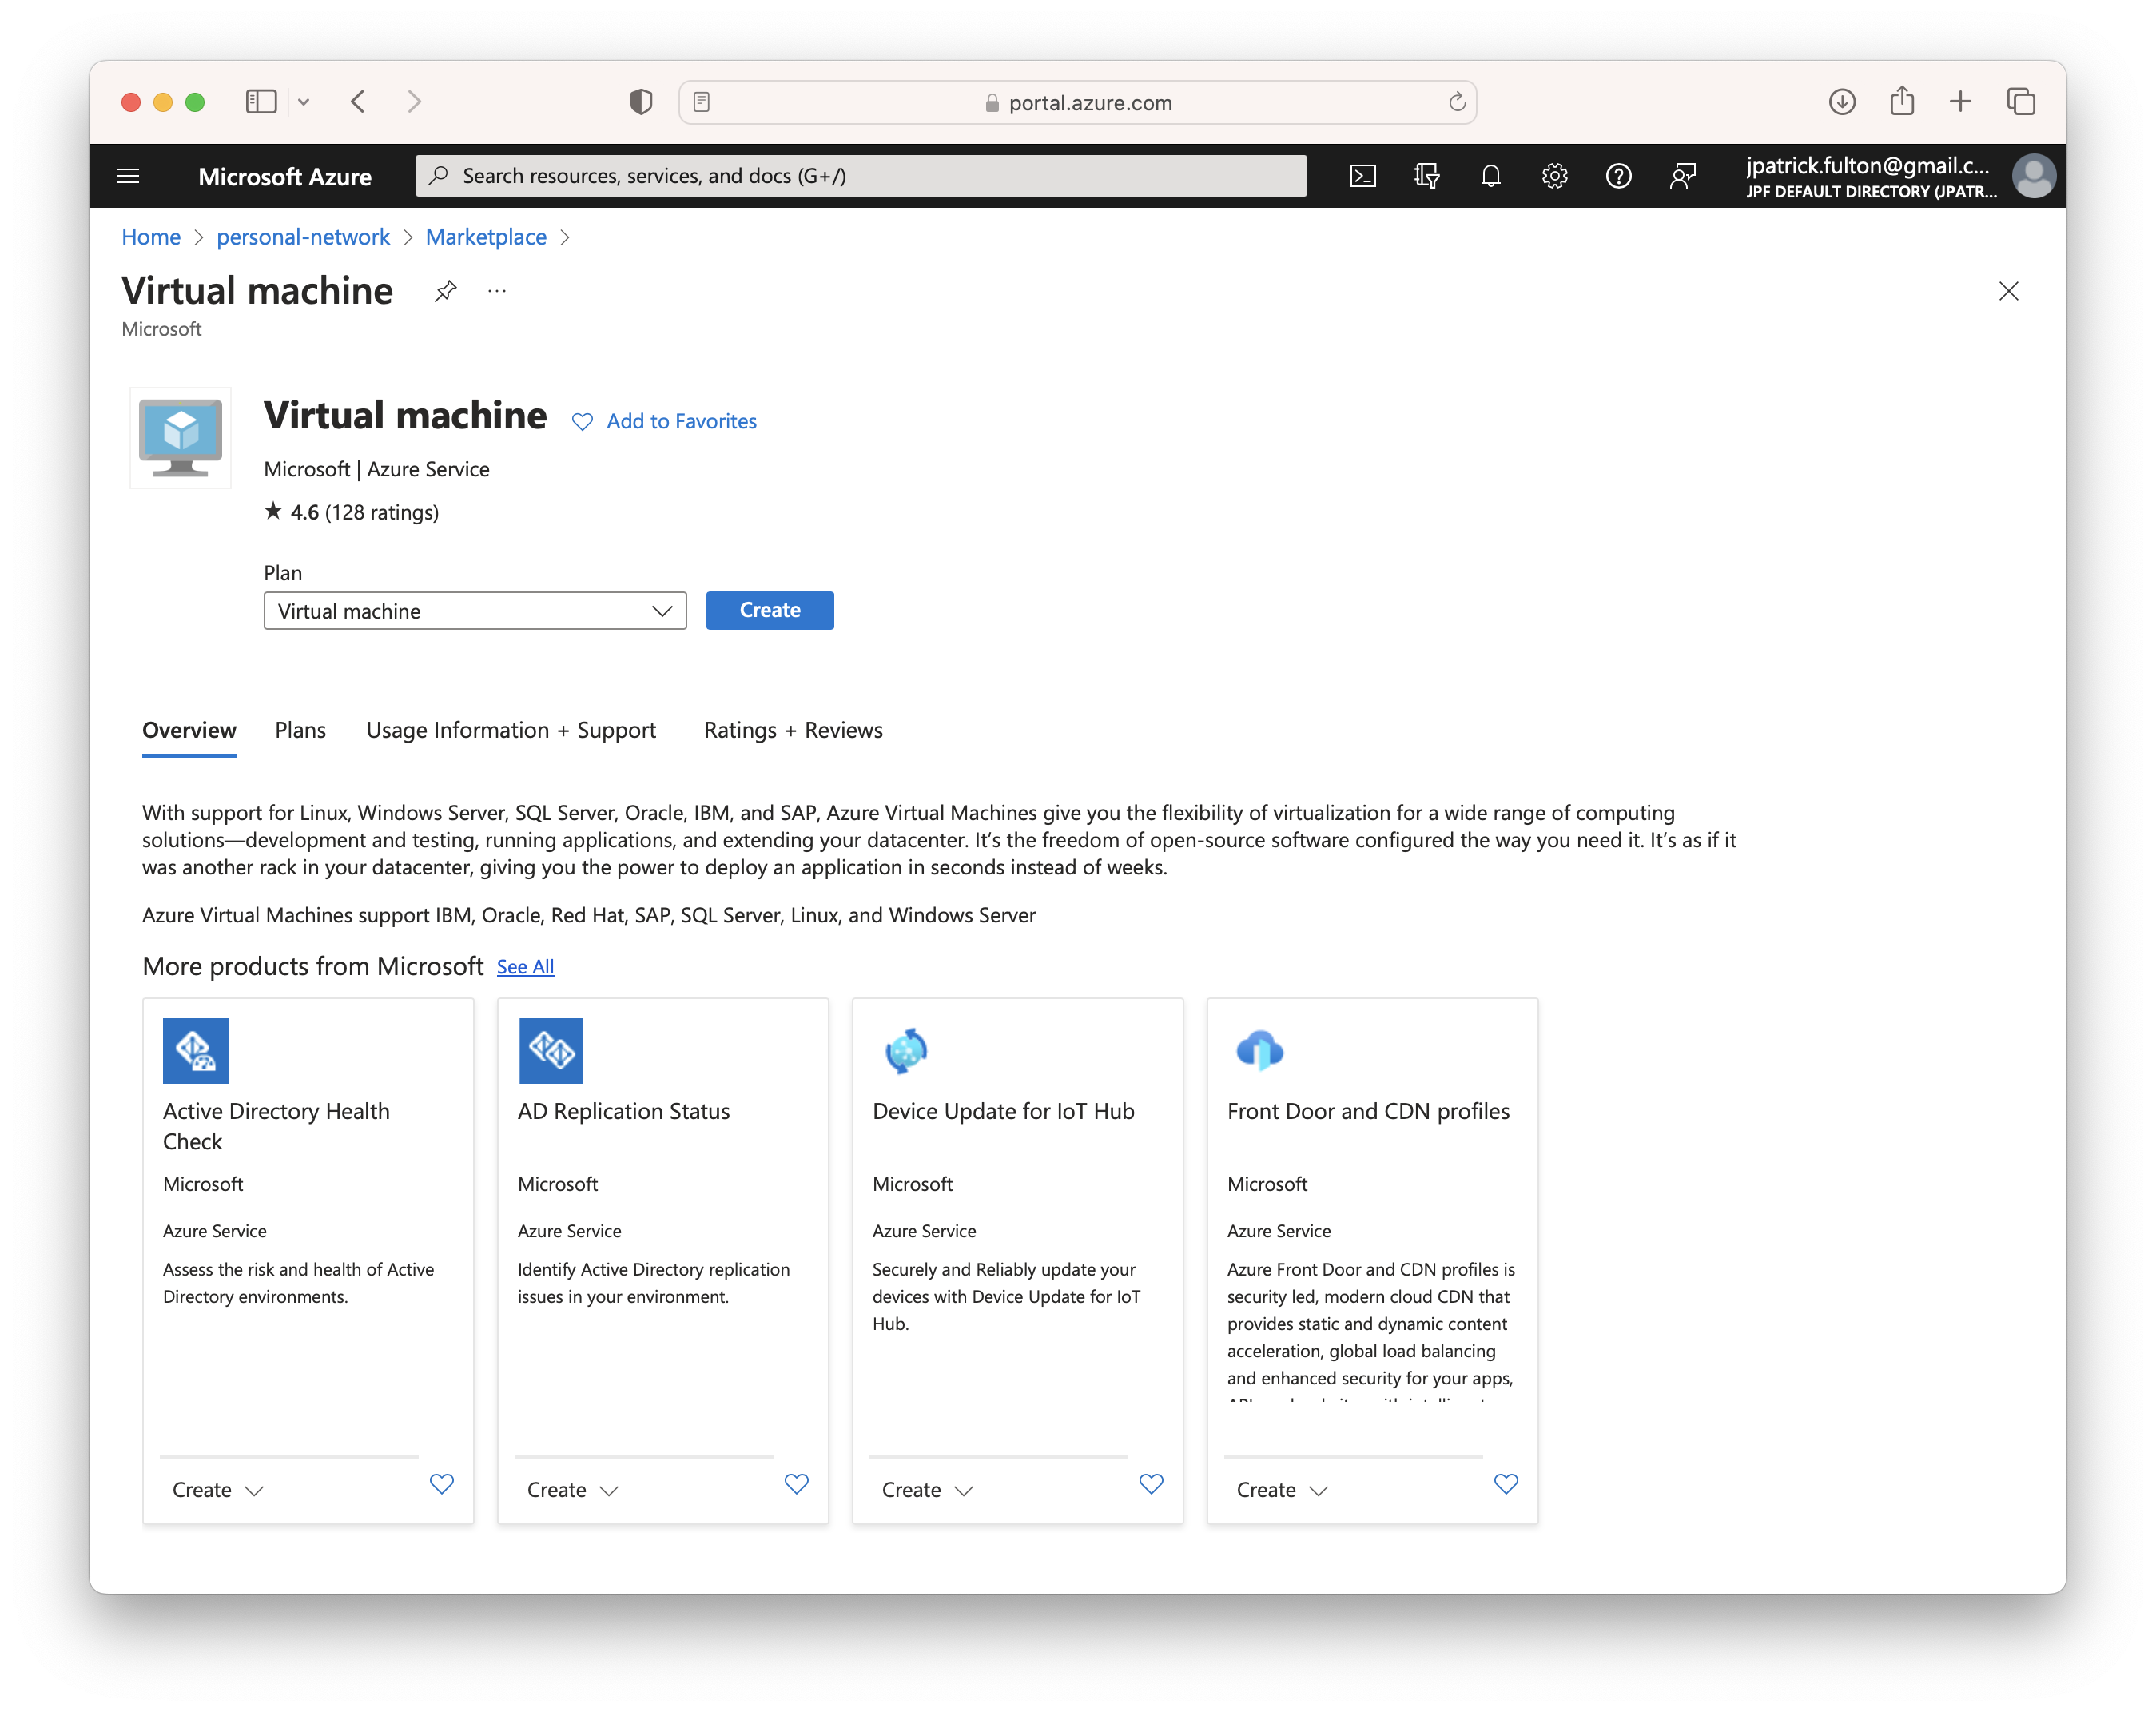 portal.azure.com
Microsoft Azure
Search resources, services, and docs (G+/)
jpatrick.fulton@gmail.c...
JPF DEFAULT DIRECTORY (JPATR...
Home > personal-network > Marketplace >
Virtual machine
...
Microsoft
Virtual machine
Add to Favorites
Microsoft | Azure Service
★ 4.6 (128 ratings)
Plan
Virtual machine
Create
Overview
Plans
Usage Information + Support
Ratings + Reviews
With support for Linux, Windows Server, SQL Server, Oracle, IBM, and SAP, Azure Virtual Machines give you the flexibility of virtualization for a wide range of computing
solutions—development and testing, running applications, and extending your datacenter. It’s the freedom of open-source software configured the way you need it. It’s as if it
was another rack in your datacenter, giving you the power to deploy an application in seconds instead of weeks.
Azure Virtual Machines support IBM, Oracle, Red Hat, SAP, SQL Server, Linux, and Windows Server
More products from Microsoft See All
Active Directory Health
Check
Microsoft
Azure Service
Assess the risk and health of Active
Directory environments.
Create
AD Replication Status
Microsoft
Azure Service
Identify Active Directory replication
issues in your environment.
Create
Device Update for IoT Hub
Microsoft
Azure Service
Securely and Reliably update your
devices with Device Update for IoT
Hub.
Create
Front Door and CDN profiles
Microsoft
Azure Service
Azure Front Door and CDN profiles is
security led, modern cloud CDN that
provides static and dynamic content
acceleration, global load balancing
and enhanced security for your apps,
Create